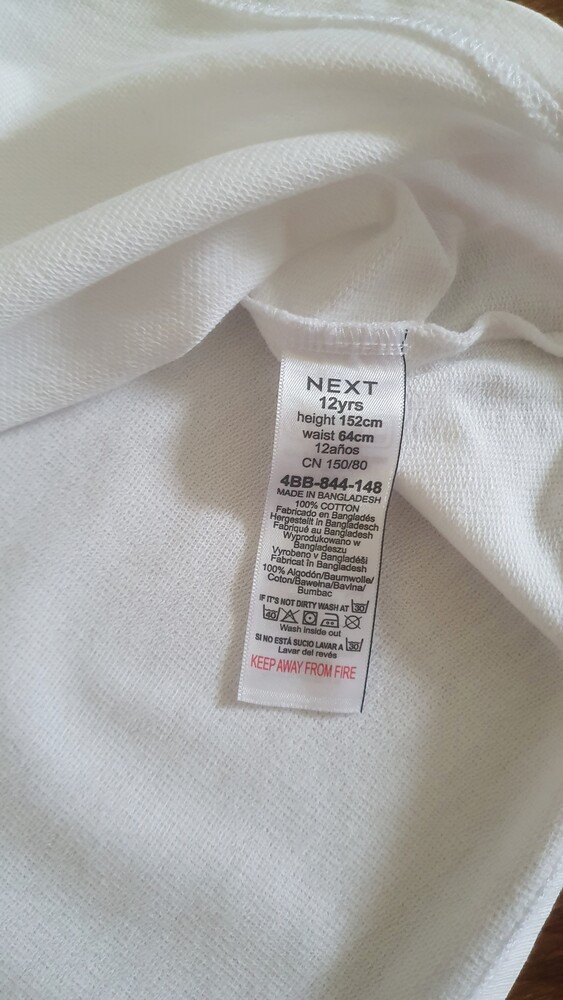 NEXT
12yrs
height 152cm
waist 64cm
12años
CN 150/80
4BB-844-148
MADE IN BANGLADESH
100% COTTON
Fabricado en Bangladés
Hergestellt in Bangladesch
Fabriqué au Bangladesh
Wyprodukowano w
Bangladeszu
Vyrobeno v Bangladéši
Fabricat în Bangladesh
100% Algodón/Baumwolle/
Coton/Bawełna/Bavlna/
Bumbac
IF IT'S NOT DIRTY WASH AT 30
40
Wash inside out
SI NO ESTÁ SUCIO LAVAR A 30
Lavar del revés
KEEP AWAY FROM FIRE